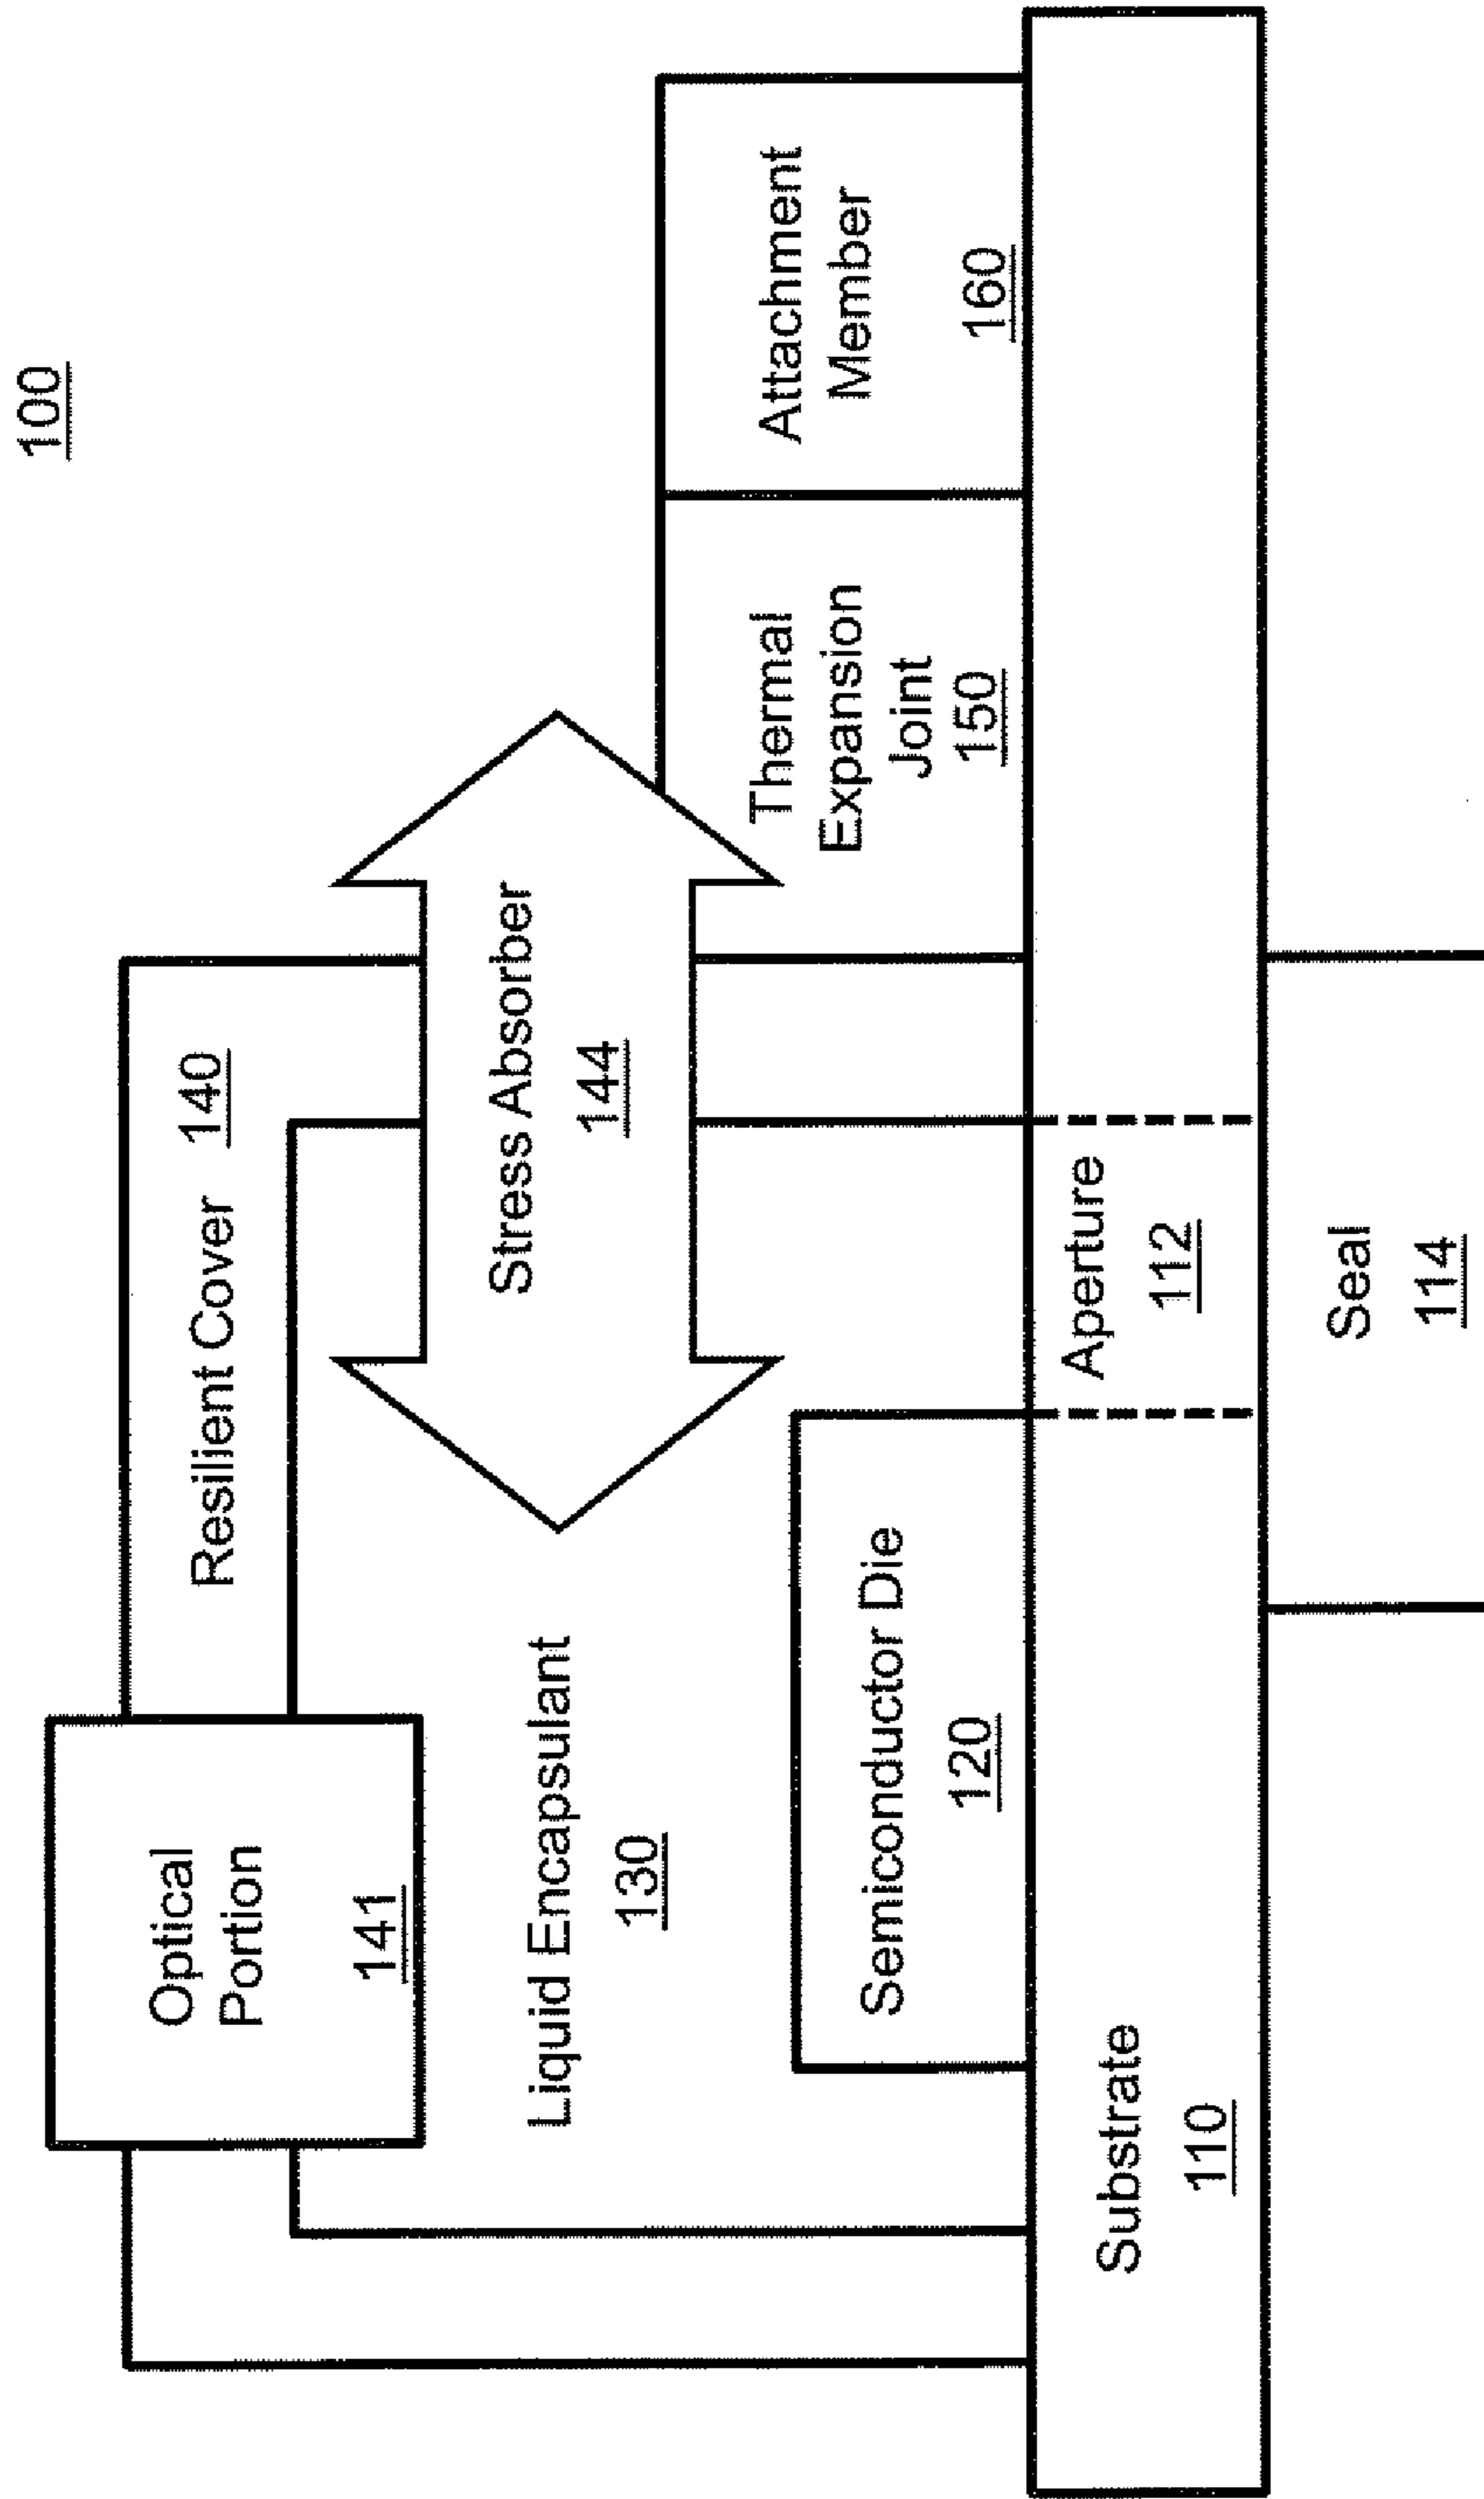 100
Optical
Portion
141
Resilient Cover 140
Stress Absorber
144
Liquid Encapsulant
130
Thermal
Expansion
Joint
150
Attachment
Member
160
Semiconductor Die
120
Substrate
110
Aperture
112
Seal
114